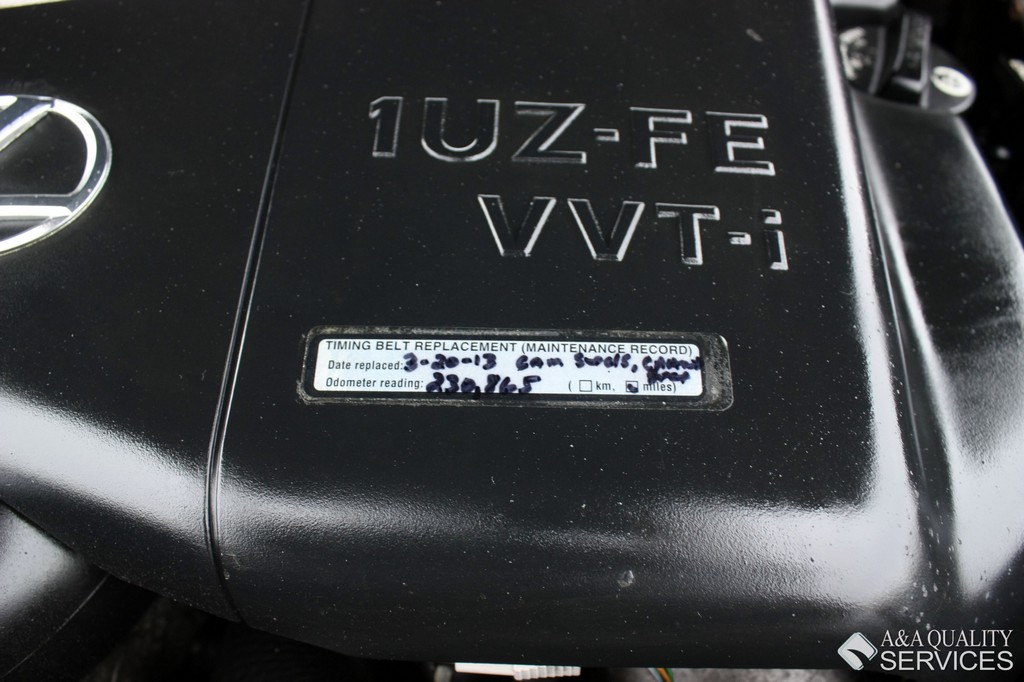 1UZ-FE
VVT-i
TIMING BELT REPLACEMENT (MAINTENANCE RECORD)
Date replaced: 3-20-13 Cam Seals, Crank
Odometer reading: 230,865 ( km, miles)
A&A QUALITY
SERVICES